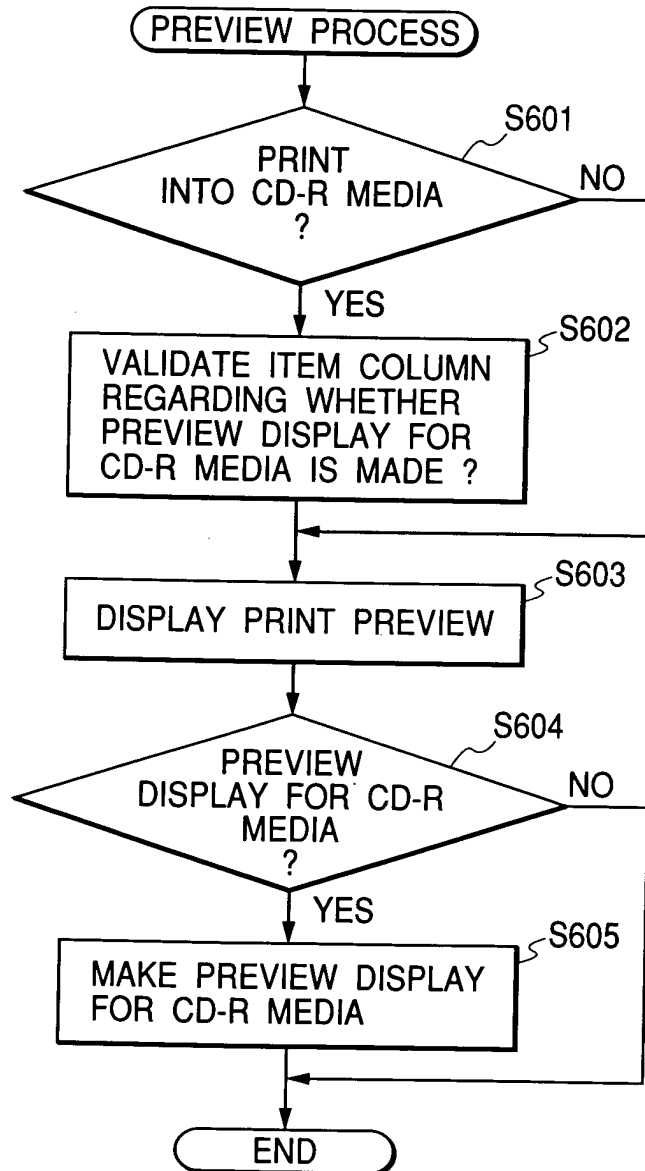 PREVIEW PROCESS
S601
PRINT
INTO CD-R MEDIA
?
NO
YES
S602
VALIDATE ITEM COLUMN
REGARDING WHETHER
PREVIEW DISPLAY FOR
CD-R MEDIA IS MADE ?
S603
DISPLAY PRINT PREVIEW
S604
PREVIEW
DISPLAY FOR CD-R
MEDIA
?
NO
YES
S605
MAKE PREVIEW DISPLAY
FOR CD-R MEDIA
END